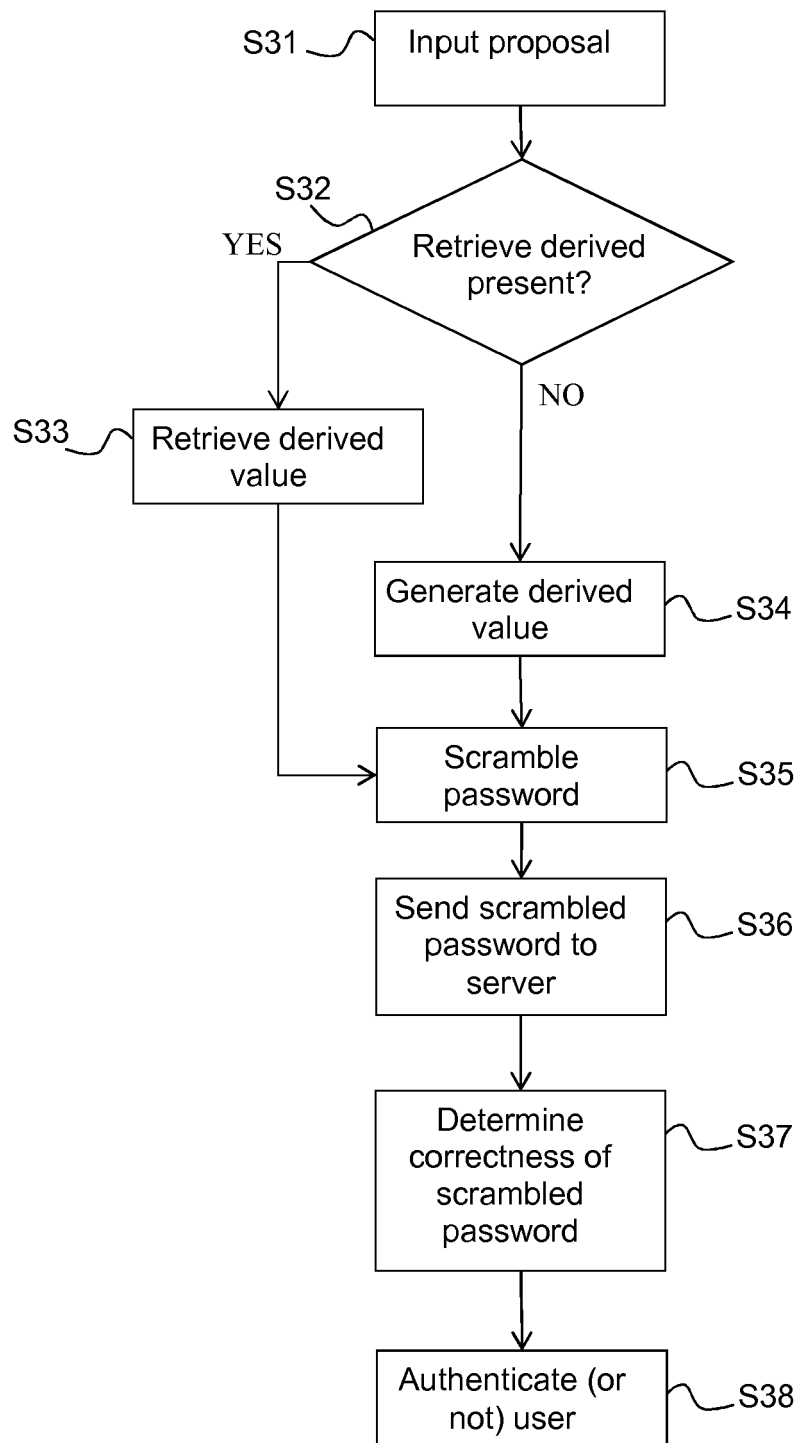 S31
Input proposal
S32
YES
Retrieve derived
present?
NO
S33
Retrieve derived
value
Generate derived
value
S34
Scramble
password
S35
Send scrambled
password to
server
S36
Determine
correctness of
scrambled
password
S37
Authenticate (or
not) user
S38